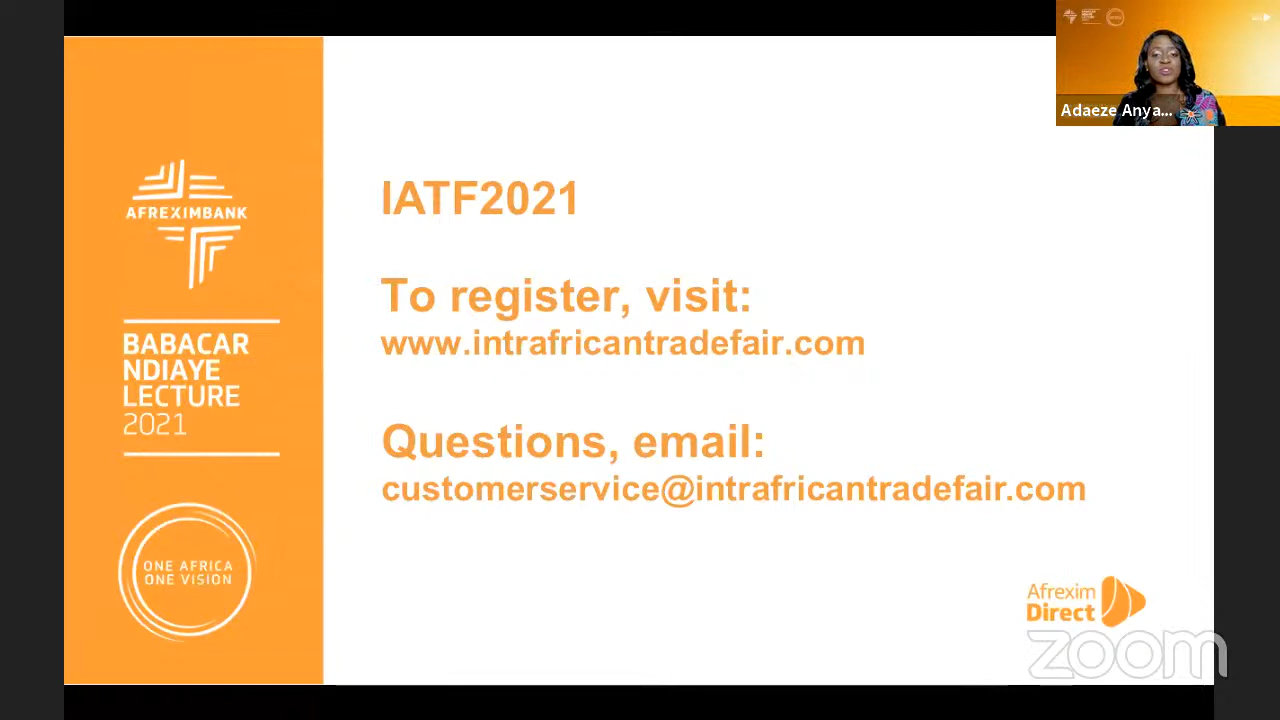 AFREXIMBANK
BABACAR
NDIAYE
LECTURE
2021
ONE AFRICA
ONE VISION
IATF2021
To register, visit:
www.intrafricantradefair.com
Questions, email:
customerservice@intrafricantradefair.com
Adaeze Anya...
Afrexim
Direct
zoom